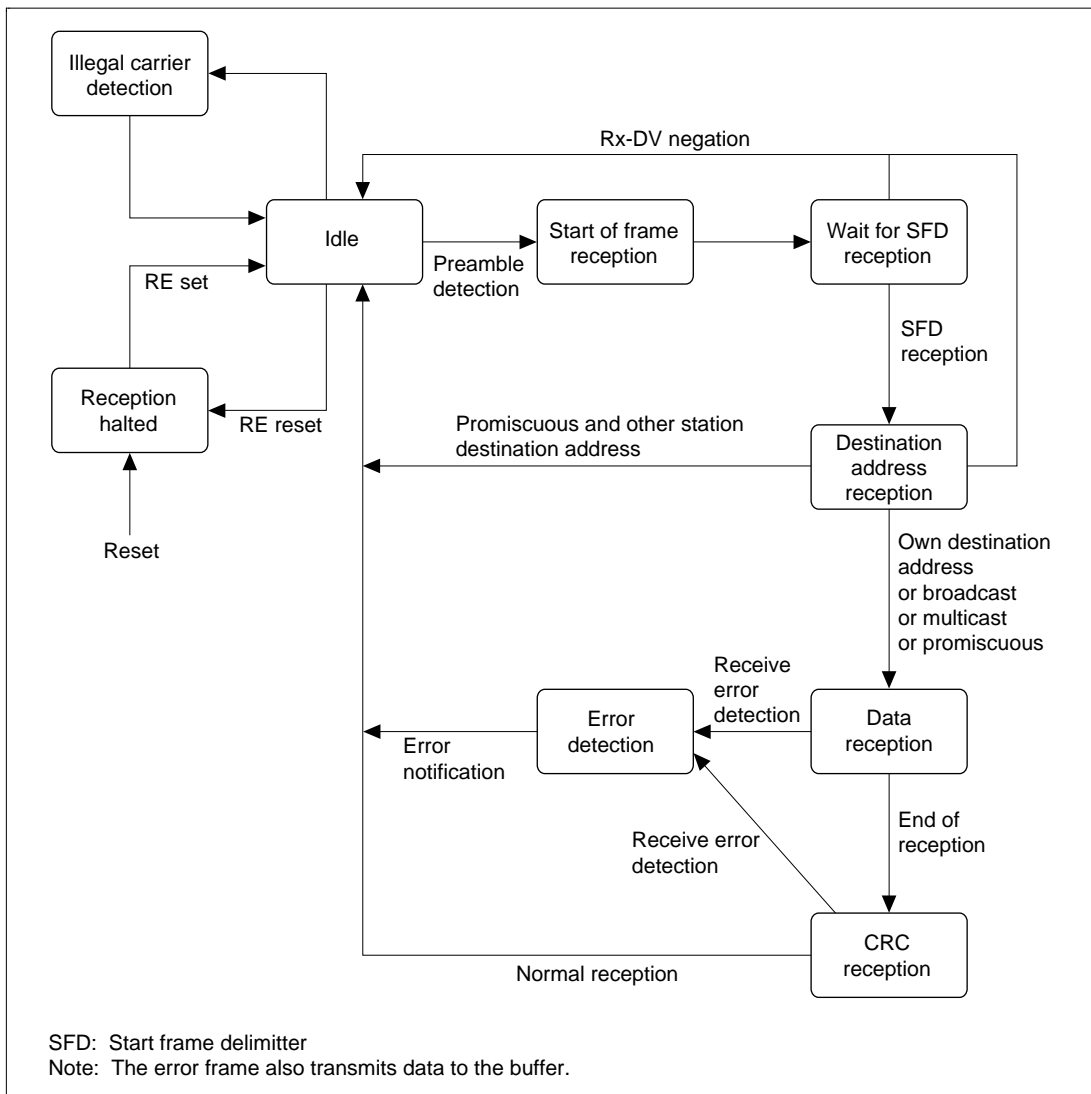 Illegal carrier
detection
Rx-DV negation
Idle
Start of frame
reception
Wait for SFD
reception
Preamble
detection
RE set
SFD
reception
Reception
halted
RE reset
Promiscuous and other station
destination address
Destination
address
reception
Reset
Own destination
address
or broadcast
or multicast
or promiscuous
Receive
error
detection
Error
detection
Data
reception
Error
notification
Receive error
detection
End of
reception
CRC
reception
Normal reception
SFD: Start frame delimitter
Note: The error frame also transmits data to the buffer.